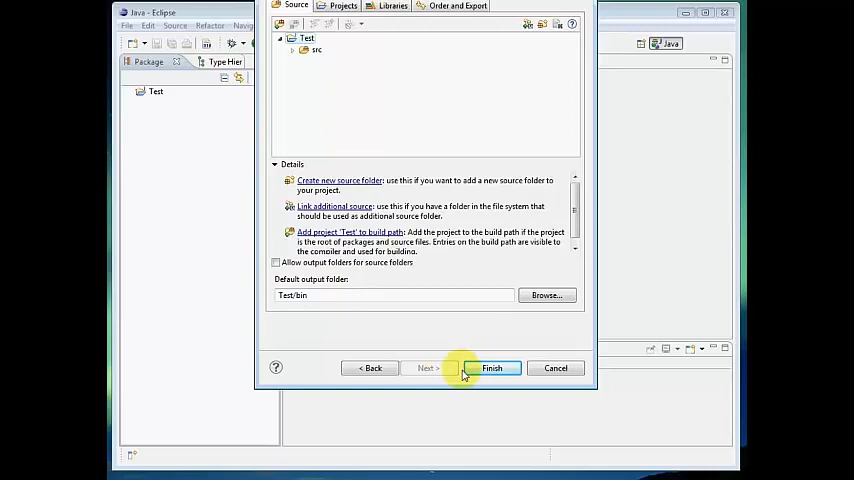 Java - Eclipse
File Edit Source Refactor Navig
Source Projects Libraries Order and Export
Java
Package Type Hier
Test
Test
src
Details
Create new source folder: use this if you want to add a new source folder to
your project.
Link additional source: use this if you have a folder in the file system that
should be used as additional source folder.
Add project 'Test' to build path: Add the project to the build path if the project
is the root of packages and source files. Entries on the build path are visible to
the compiler and used for building.
Allow output folders for source folders
Default output folder:
Test/bin Browse...
< Back Next > Finish Cancel